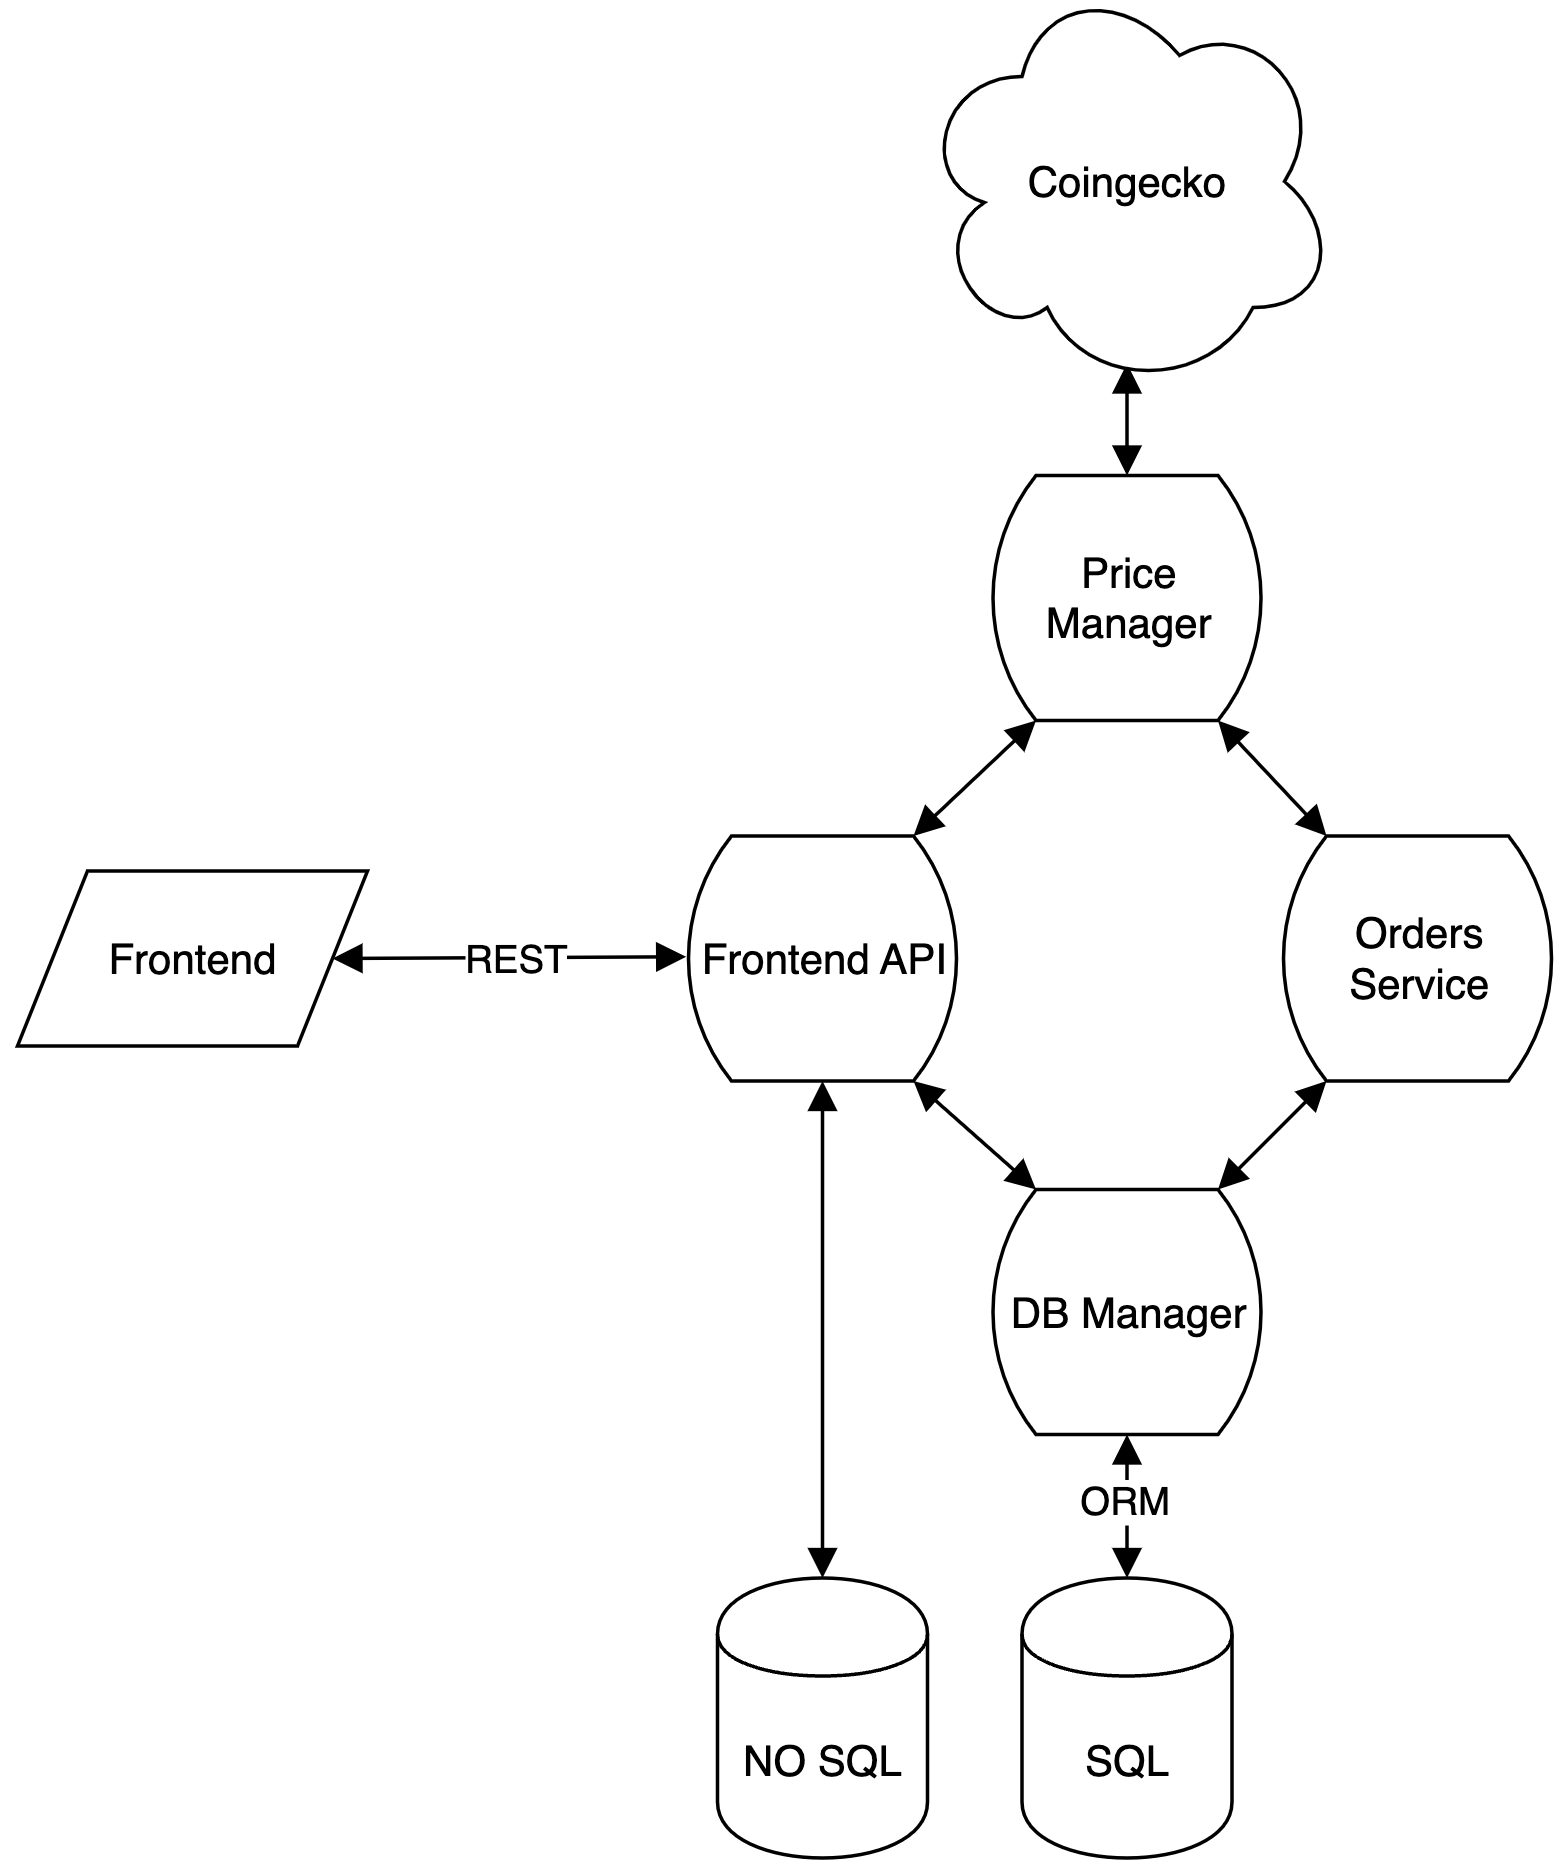 Coingecko
Price
Manager
Frontend
REST
Frontend API
Orders
Service
DB Manager
ORM
NO SQL
SQL